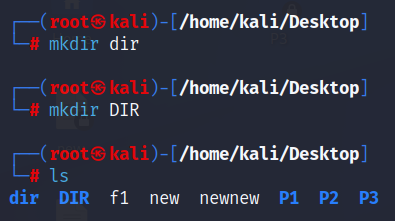 ┌──(root㉿kali)-[/home/kali/Desktop]
└─# mkdir dir
┌──(root㉿kali)-[/home/kali/Desktop]
└─# mkdir DIR
┌──(root㉿kali)-[/home/kali/Desktop]
└─# ls
dir  DIR  f1  new  newnew  P1  P2  P3